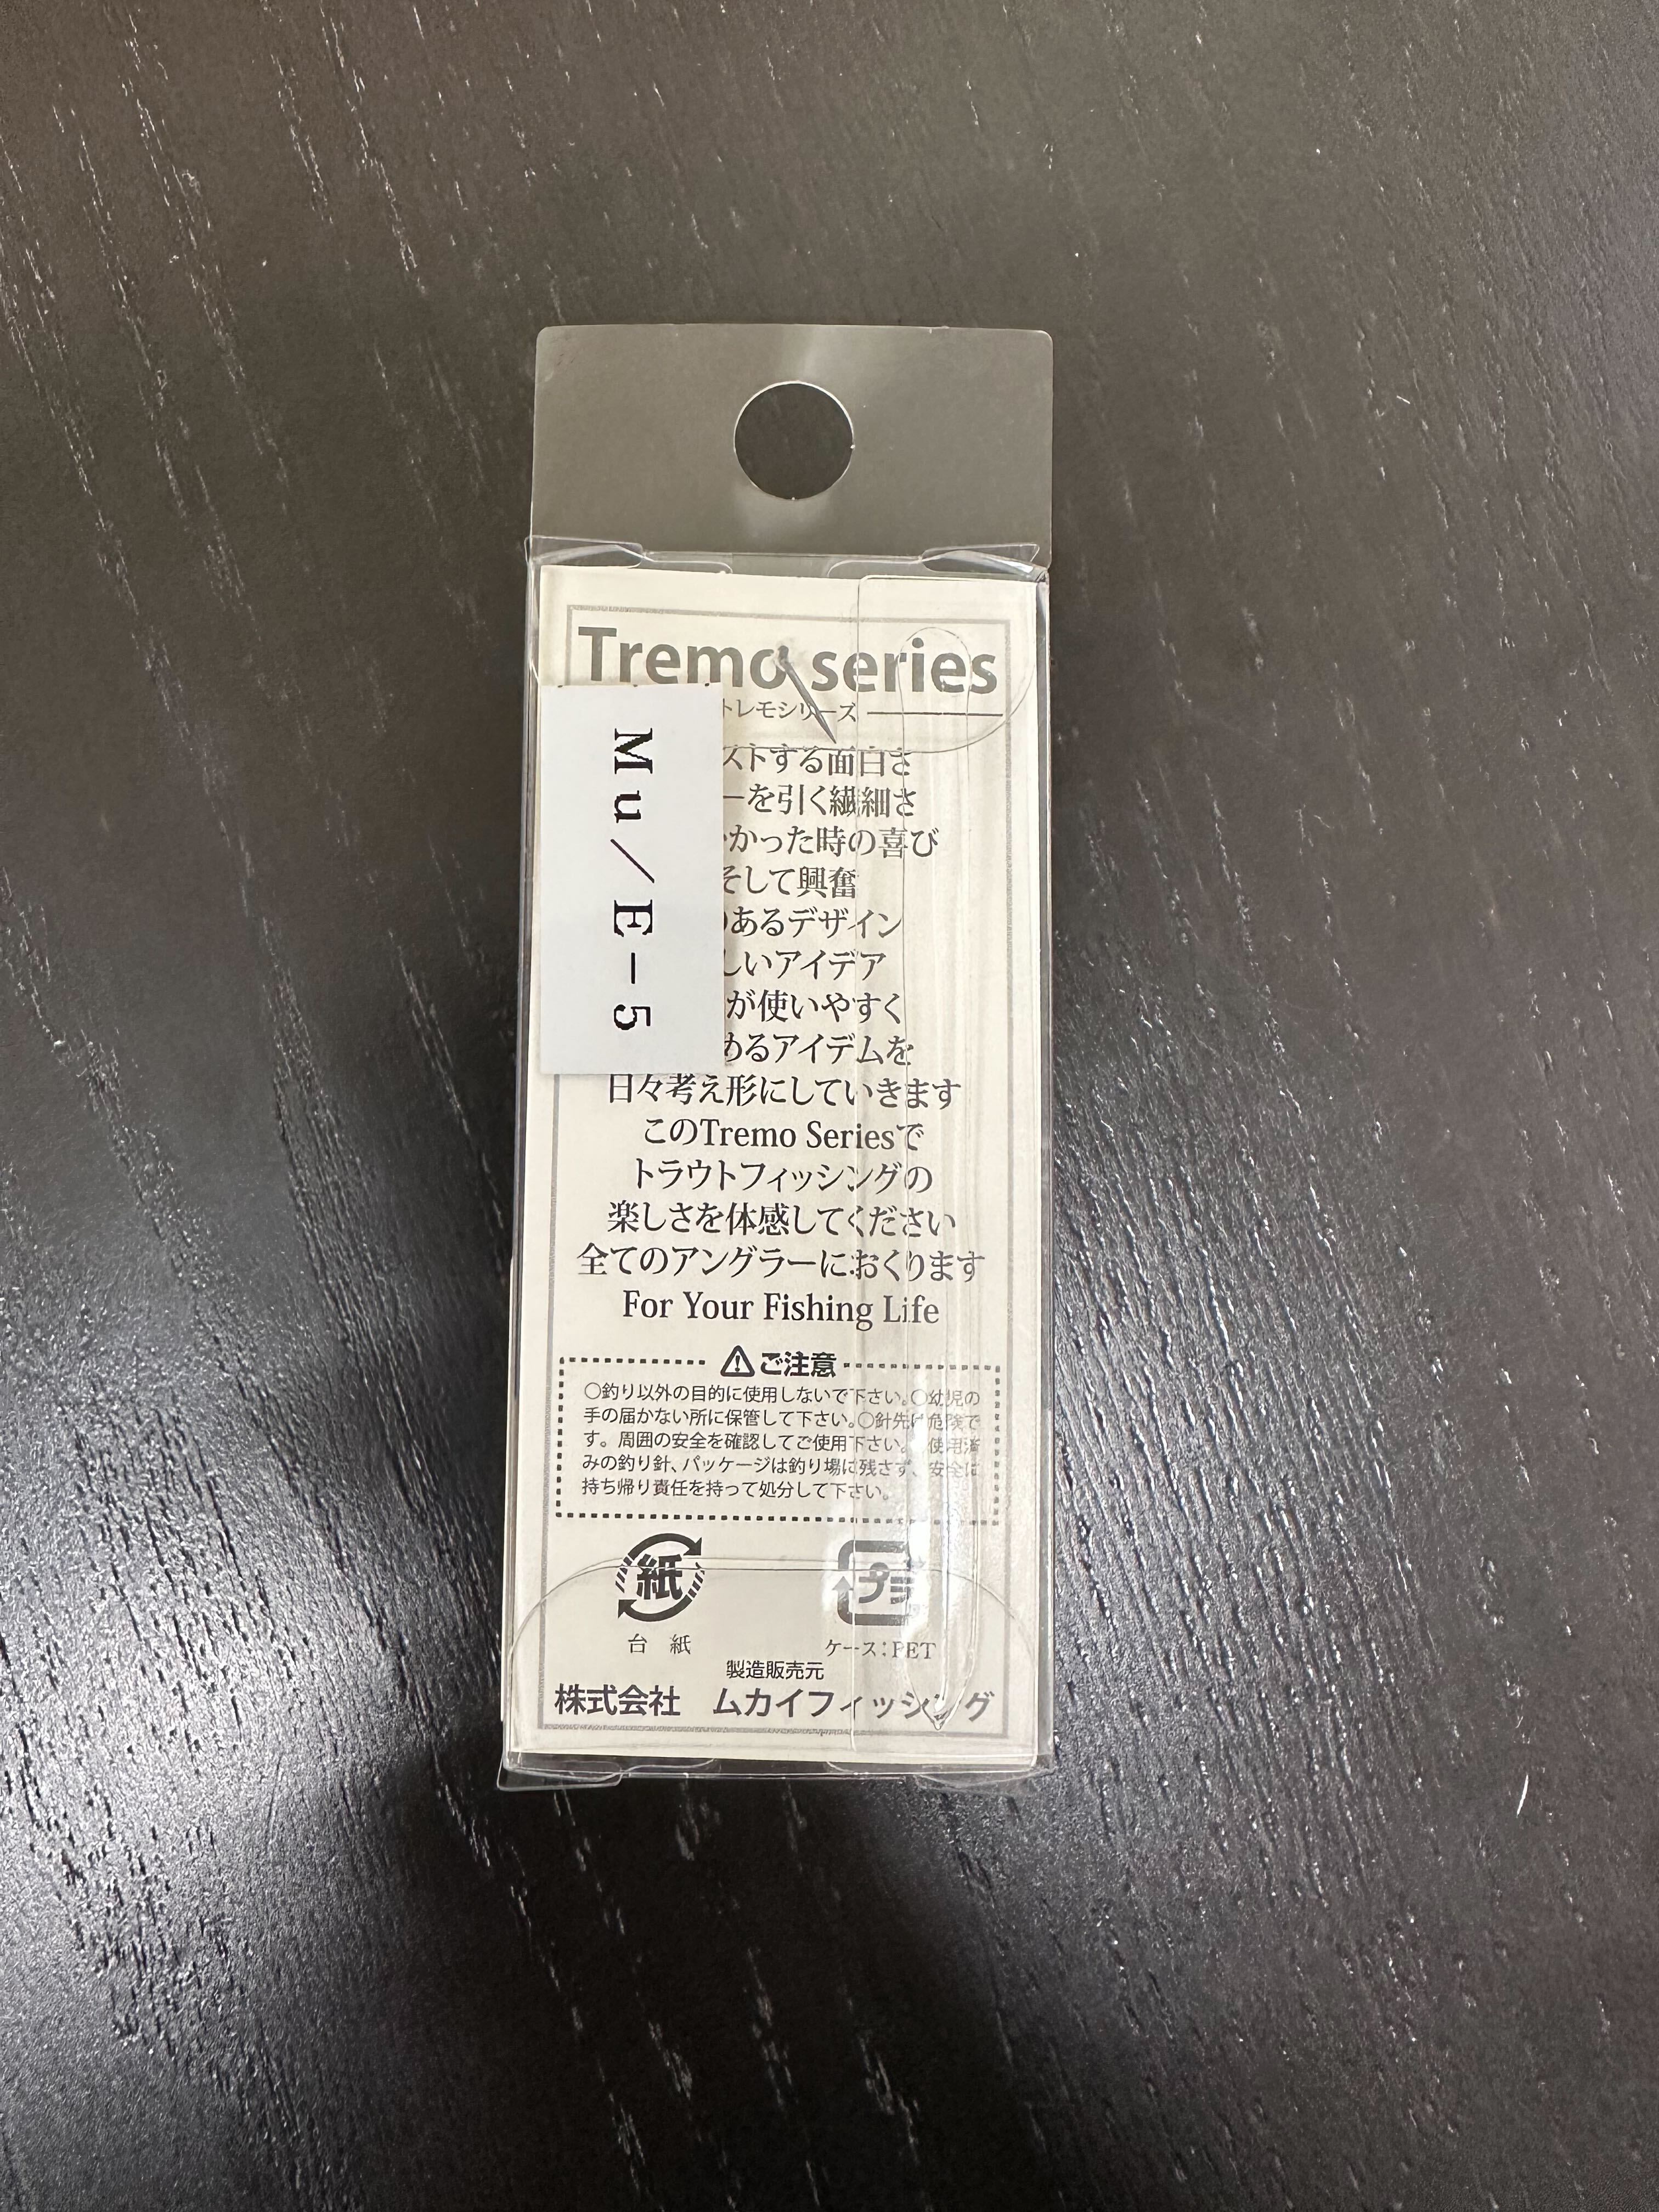 Tremo series
トレモシリーズ
Mu/E-5
ストする面白さ
ーを引く繊細さ
かった時の喜び
そして興奮
のあるデザイン
しいアイデア
が使いやすく
めるアイデムを
日々考え形にしていきます
このTremo Seriesで
トラウトフィッシングの
楽しさを体感してください
全てのアングラーにおくります
For Your Fishing Life
ご注意
○釣り以外の目的に使用しないで下さい。○幼児の
手の届かない所に保管して下さい。○針先は危険で
す。周囲の安全を確認してご使用下さい。○使用済
みの釣り針、パッケージは釣り場に残さず、安全に
持ち帰り責任を持って処分して下さい。
紙 プラ
台 紙 ケース:PET
製造販売元
株式会社 ムカイフィッシング